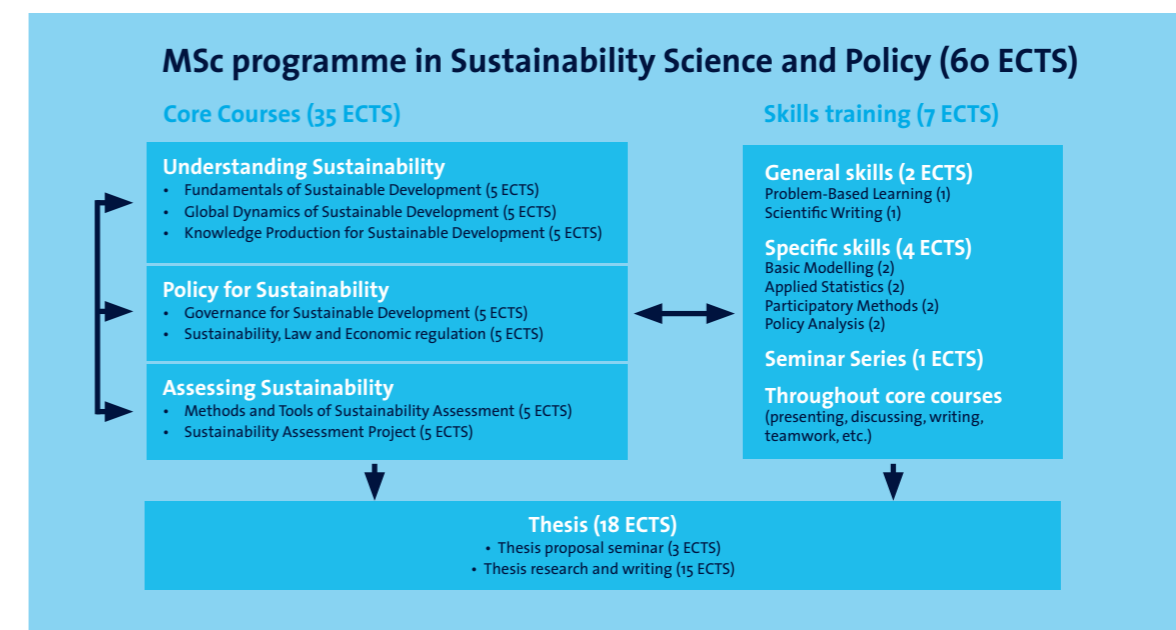 MSc programme in Sustainability Science and Policy (60 ECTS)
Core Courses (35 ECTS)
Understanding Sustainability
• Fundamentals of Sustainable Development (5 ECTS)
• Global Dynamics of Sustainable Development (5 ECTS)
• Knowledge Production for Sustainable Development (5 ECTS)
Policy for Sustainability
• Governance for Sustainable Development (5 ECTS)
• Sustainability, Law and Economic regulation (5 ECTS)
Assessing Sustainability
• Methods and Tools of Sustainability Assessment (5 ECTS)
• Sustainability Assessment Project (5 ECTS)
Skills training (7 ECTS)
General skills (2 ECTS)
Problem-Based Learning (1)
Scientific Writing (1)
Specific skills (4 ECTS)
Basic Modelling (2)
Applied Statistics (2)
Participatory Methods (2)
Policy Analysis (2)
Seminar Series (1 ECTS)
Throughout core courses
(presenting, discussing, writing,
teamwork, etc.)
Thesis (18 ECTS)
• Thesis proposal seminar (3 ECTS)
• Thesis research and writing (15 ECTS)